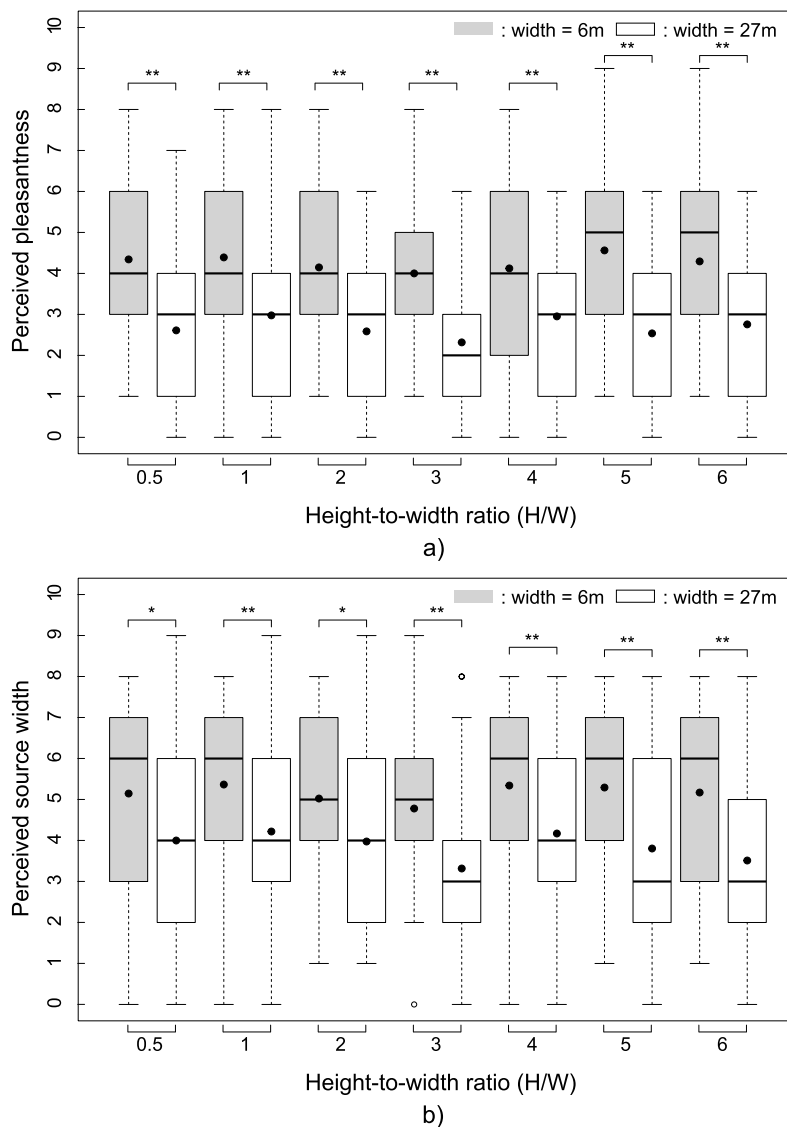 10
9
8
7
6
5
4
3
2
1
0
Perceived pleasantness
: width = 6m : width = 27m
** ** ** ** ** ** **
0.5 1 2 3 4 5 6
Height-to-width ratio (H/W)
a)
10
9
8
7
6
5
4
3
2
1
0
Perceived source width
: width = 6m : width = 27m
* ** * ** ** ** **
0.5 1 2 3 4 5 6
Height-to-width ratio (H/W)
b)